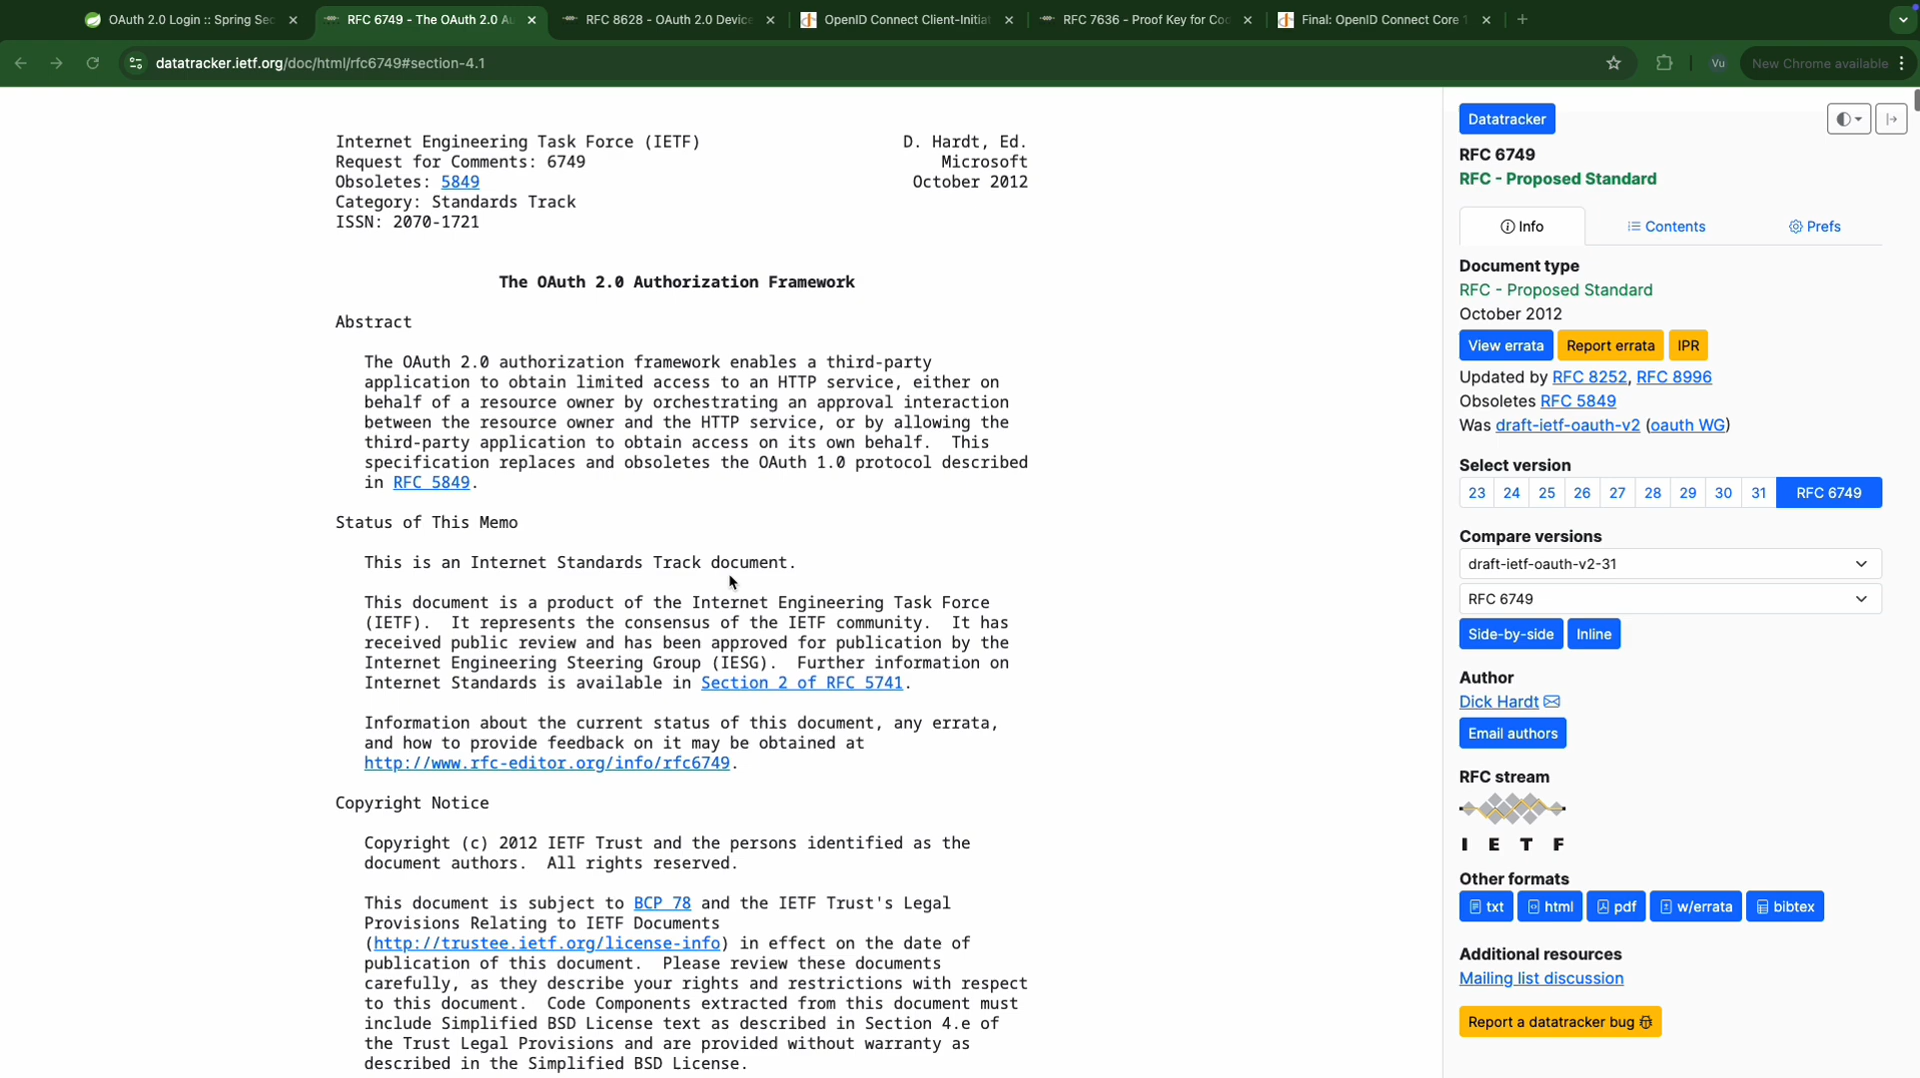 OAuth 2.0 Login :: Spring Sec
RFC 6749 - The OAuth 2.0 Au
RFC 8628 - OAuth 2.0 Device
OpenID Connect Client-Initiat
RFC 7636 - Proof Key for Co
Final: OpenID Connect Core 1
datatracker.ietf.org/doc/html/rfc6749#section-4.1
Vu
New Chrome available
Internet Engineering Task Force (IETF) D. Hardt, Ed.
Request for Comments: 6749 Microsoft
Obsoletes: 5849 October 2012
Category: Standards Track
ISSN: 2070-1721
The OAuth 2.0 Authorization Framework
Abstract
The OAuth 2.0 authorization framework enables a third-party
application to obtain limited access to an HTTP service, either on
behalf of a resource owner by orchestrating an approval interaction
between the resource owner and the HTTP service, or by allowing the
third-party application to obtain access on its own behalf. This
specification replaces and obsoletes the OAuth 1.0 protocol described
in RFC 5849.
Status of This Memo
This is an Internet Standards Track document.
This document is a product of the Internet Engineering Task Force
(IETF). It represents the consensus of the IETF community. It has
received public review and has been approved for publication by the
Internet Engineering Steering Group (IESG). Further information on
Internet Standards is available in Section 2 of RFC 5741.
Information about the current status of this document, any errata,
and how to provide feedback on it may be obtained at
http://www.rfc-editor.org/info/rfc6749.
Copyright Notice
Copyright (c) 2012 IETF Trust and the persons identified as the
document authors. All rights reserved.
This document is subject to BCP 78 and the IETF Trust's Legal
Provisions Relating to IETF Documents
(http://trustee.ietf.org/license-info) in effect on the date of
publication of this document. Please review these documents
carefully, as they describe your rights and restrictions with respect
to this document. Code Components extracted from this document must
include Simplified BSD License text as described in Section 4.e of
the Trust Legal Provisions and are provided without warranty as
described in the Simplified BSD License.
Datatracker
RFC 6749
RFC - Proposed Standard
Info Contents Prefs
Document type
RFC - Proposed Standard
October 2012
View errata Report errata IPR
Updated by RFC 8252, RFC 8996
Obsoletes RFC 5849
Was draft-ietf-oauth-v2 (oauth WG)
Select version
23 24 25 26 27 28 29 30 31 RFC 6749
Compare versions
draft-ietf-oauth-v2-31
RFC 6749
Side-by-side Inline
Author
Dick Hardt
Email authors
RFC stream
I E T F
Other formats
txt html pdf w/errata bibtex
Additional resources
Mailing list discussion
Report a datatracker bug